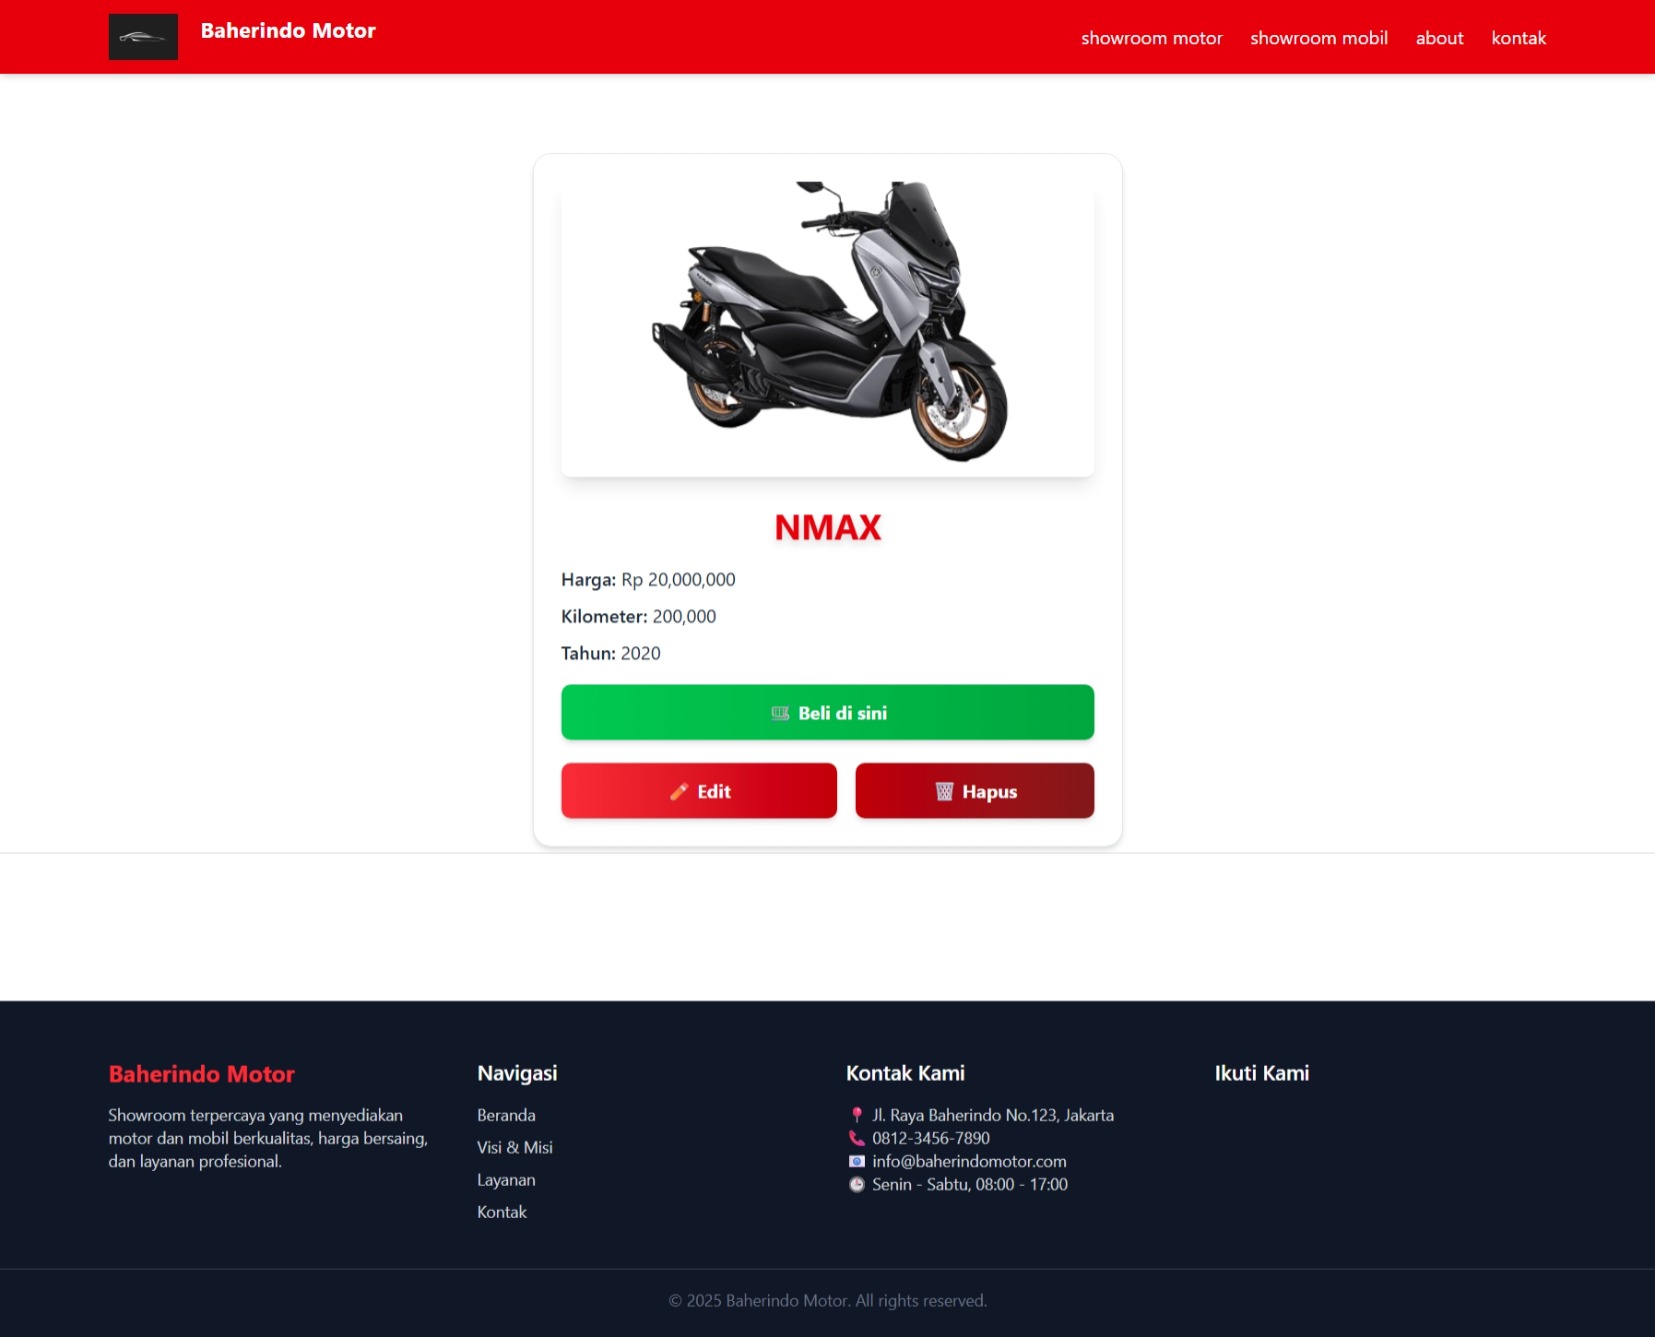 Baherindo Motor
showroom motor showroom mobil about kontak
NMAX
Harga: Rp 20,000,000
Kilometer: 200,000
Tahun: 2020
Beli di sini
Edit
Hapus
Baherindo Motor
Showroom terpercaya yang menyediakan
motor dan mobil berkualitas, harga bersaing,
dan layanan profesional.
Navigasi
Beranda
Visi & Misi
Layanan
Kontak
Kontak Kami
Jl. Raya Baherindo No.123, Jakarta
0812-3456-7890
info@baherindomotor.com
Senin - Sabtu, 08:00 - 17:00
Ikuti Kami
© 2025 Baherindo Motor. All rights reserved.